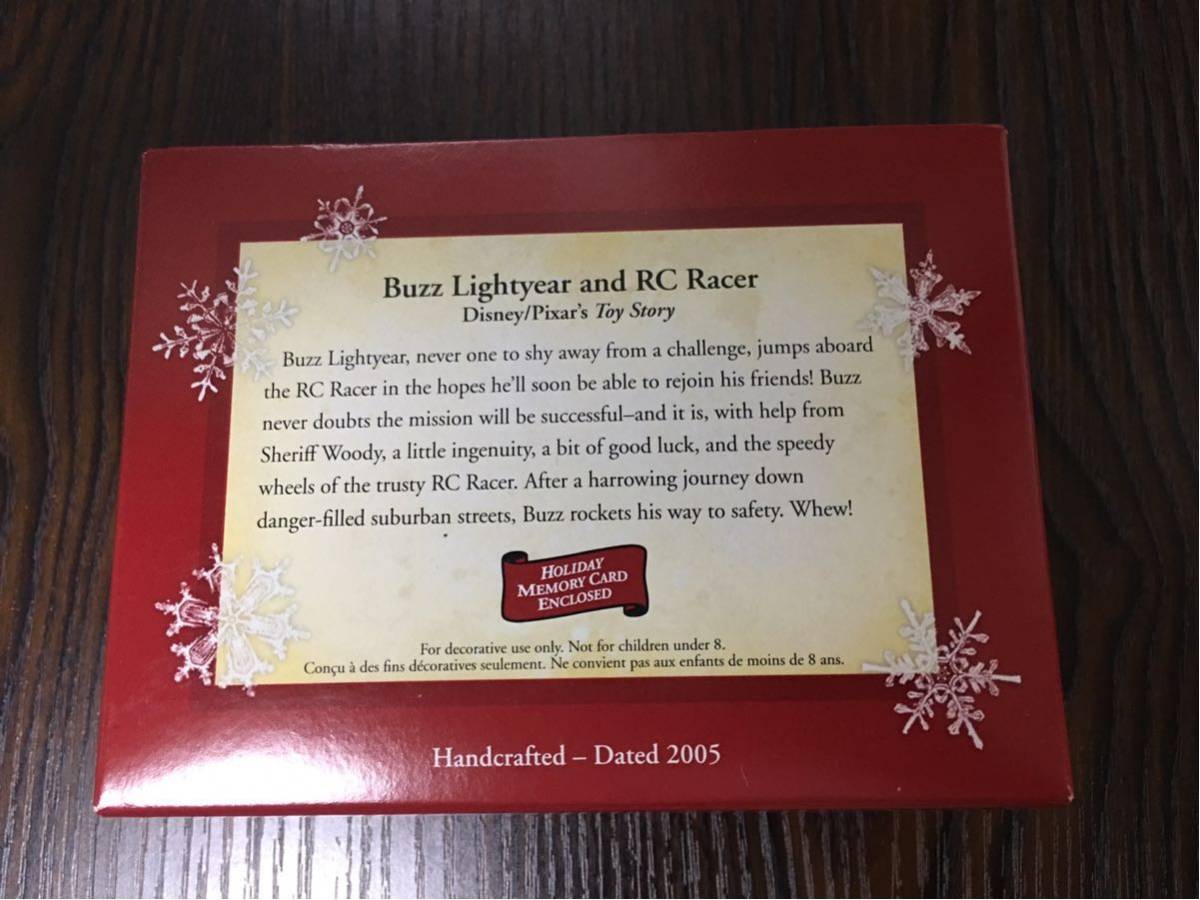 Buzz Lightyear and RC Racer
Disney/Pixar's Toy Story
Buzz Lightyear, never one to shy away from a challenge, jumps aboard
the RC Racer in the hopes he'll soon be able to rejoin his friends! Buzz
never doubts the mission will be successful–and it is, with help from
Sheriff Woody, a little ingenuity, a bit of good luck, and the speedy
wheels of the trusty RC Racer. After a harrowing journey down
danger-filled suburban streets, Buzz rockets his way to safety. Whew!
HOLIDAY
MEMORY CARD
ENCLOSED
For decorative use only. Not for children under 8.
Conçu à des fins décoratives seulement. Ne convient pas aux enfants de moins de 8 ans.
Handcrafted – Dated 2005